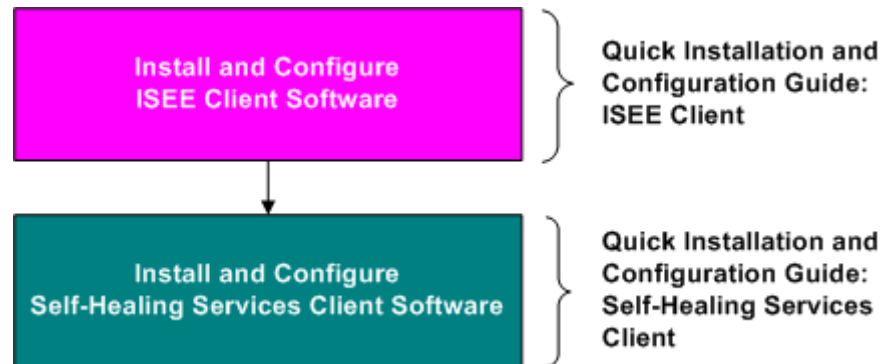 Install and Configure
ISEE Client Software
Quick Installation and
Configuration Guide:
ISEE Client
Install and Configure
Self-Healing Services Client Software
Quick Installation and
Configuration Guide:
Self-Healing Services
Client